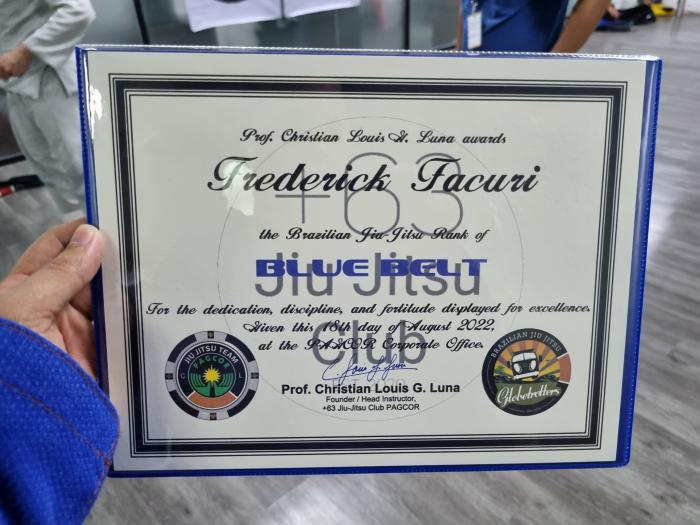 Prof. Christian Louis G. Luna awards
Frederick Facuri
+63
the Brazilian Jiu-Jitsu Rank of
BLUE BELT
Jiu Jitsu
For the dedication, discipline, and fortitude displayed for excellence.
Given this 18th day of August 2022,
at the PAGCOR Corporate Office.
Club
Prof. Christian Louis G. Luna
Founder / Head Instructor,
+63 Jiu-Jitsu Club PAGCOR
JIU JITSU TEAM
PAGCOR
C L
BRAZILIAN JIU JITSU
Globetrotters